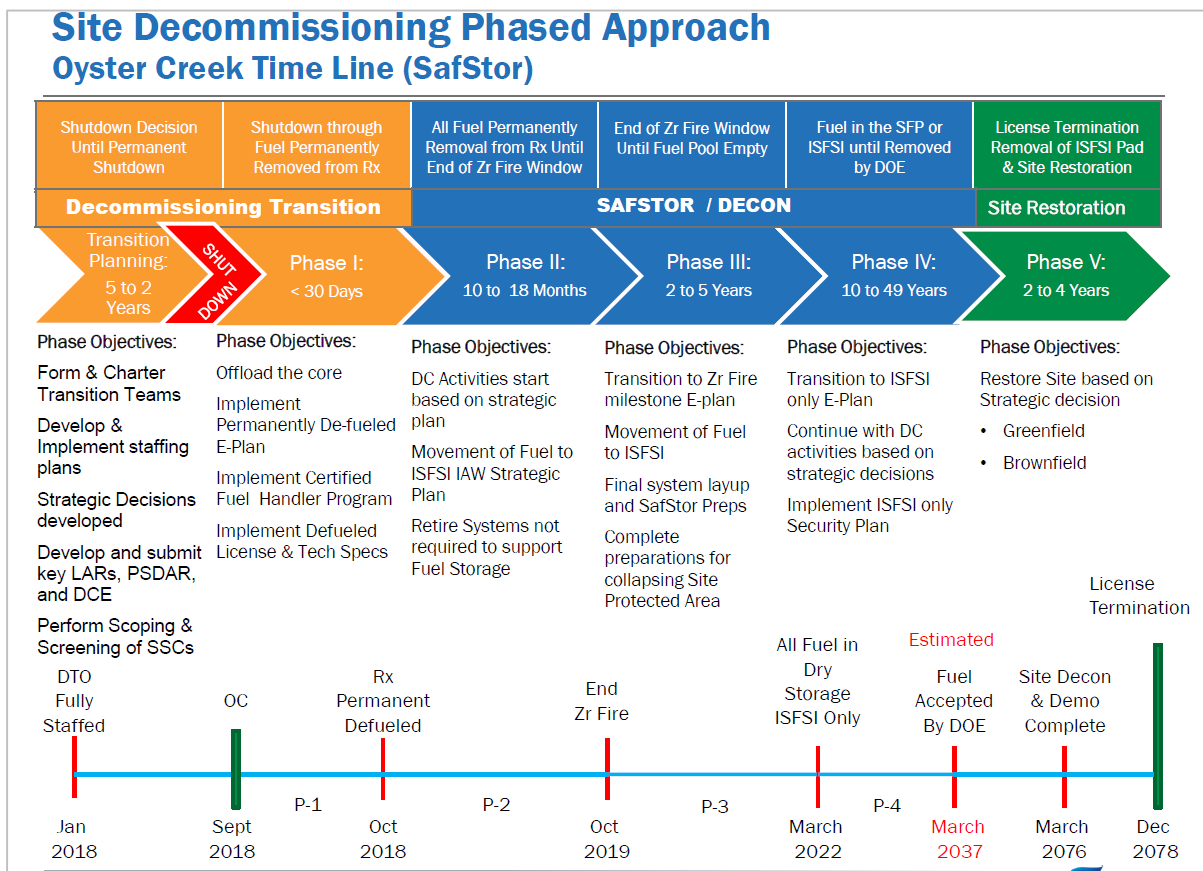 Site Decommissioning Phased Approach
Oyster Creek Time Line (SafStor)
Shutdown Decision
Until Permanent
Shutdown
Shutdown through
Fuel Permanently
Removed from Rx
All Fuel Permanently
Removal from Rx Until
End of Zr Fire Window
End of Zr Fire Window
Until Fuel Pool Empty
Fuel in the SFP or
ISFSI until Removed
by DOE
License Termination
Removal of ISFSI Pad
& Site Restoration
Decommissioning Transition
SAFSTOR / DECON
Site Restoration
Transition
Planning:
5 to 2
Years
SHUT
DOWN
Phase I:
< 30 Days
Phase II:
10 to 18 Months
Phase III:
2 to 5 Years
Phase IV:
10 to 49 Years
Phase V:
2 to 4 Years
Phase Objectives:
Form & Charter
Transition Teams
Develop &
Implement staffing
plans
Strategic Decisions
developed
Develop and submit
key LARs, PSDAR,
and DCE
Perform Scoping &
Screening of SSCs
Phase Objectives:
Offload the core
Implement
Permanently De-fueled
E-Plan
Implement Certified
Fuel Handler Program
Implement Defueled
License & Tech Specs
Phase Objectives:
DC Activities start
based on strategic
plan
Movement of Fuel to
ISFSI IAW Strategic
Plan
Retire Systems not
required to support
Fuel Storage
Phase Objectives:
Transition to Zr Fire
milestone E-plan
Movement of Fuel
to ISFSI
Final system layup
and SafStor Preps
Complete
preparations for
collapsing Site
Protected Area
Phase Objectives:
Transition to ISFSI
only E-Plan
Continue with DC
activities based on
strategic decisions
Implement ISFSI only
Security Plan
Phase Objectives:
Restore Site based on
Strategic decision
• Greenfield
• Brownfield
DTO
Fully
Staffed
OC
Rx
Permanent
Defueled
End
Zr Fire
All Fuel in
Dry
Storage
ISFSI Only
Estimated
Fuel
Accepted
By DOE
Site Decon
& Demo
Complete
License
Termination
P-1
P-2
P-3
P-4
Jan
2018
Sept
2018
Oct
2018
Oct
2019
March
2022
March
2037
March
2076
Dec
2078